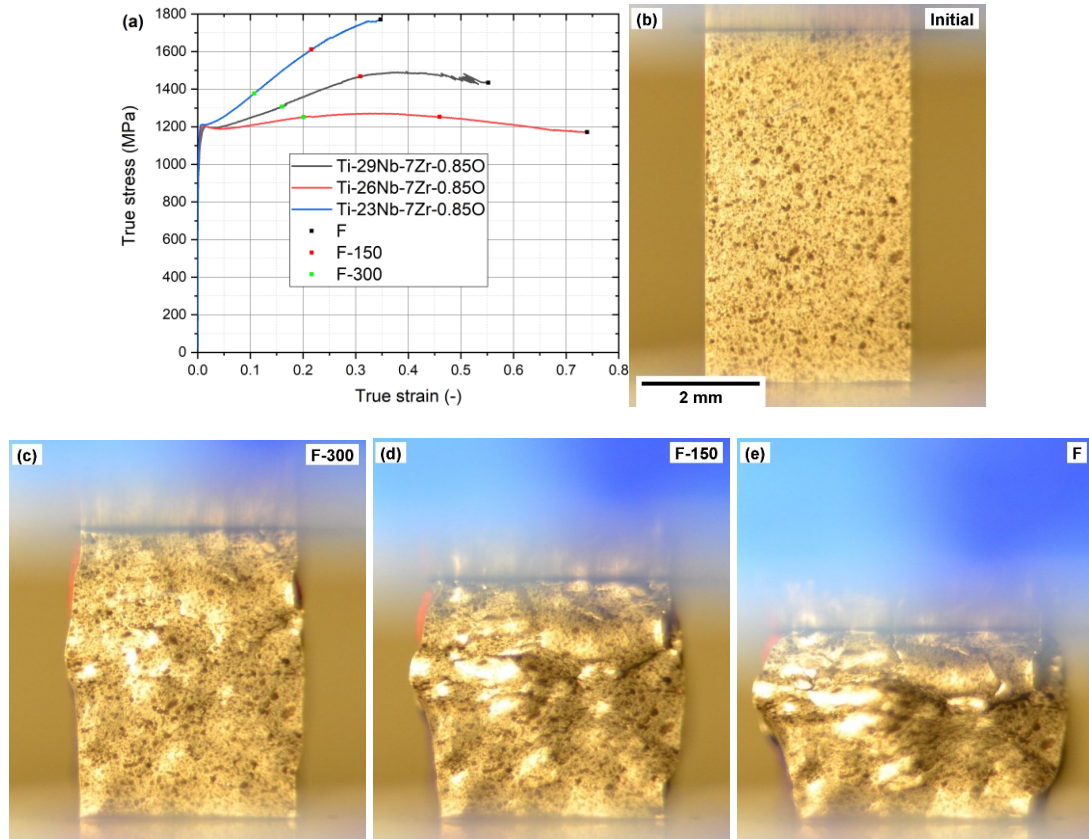 (a)
True stress (MPa)
1800
1600
1400
1200
1000
800
600
400
200
0
0.0 0.1 0.2 0.3 0.4 0.5 0.6 0.7 0.8
True strain (-)
Ti-29Nb-7Zr-0.85O
Ti-26Nb-7Zr-0.85O
Ti-23Nb-7Zr-0.85O
F
F-150
F-300
(b) Initial
2 mm
(c) F-300
(d) F-150
(e) F